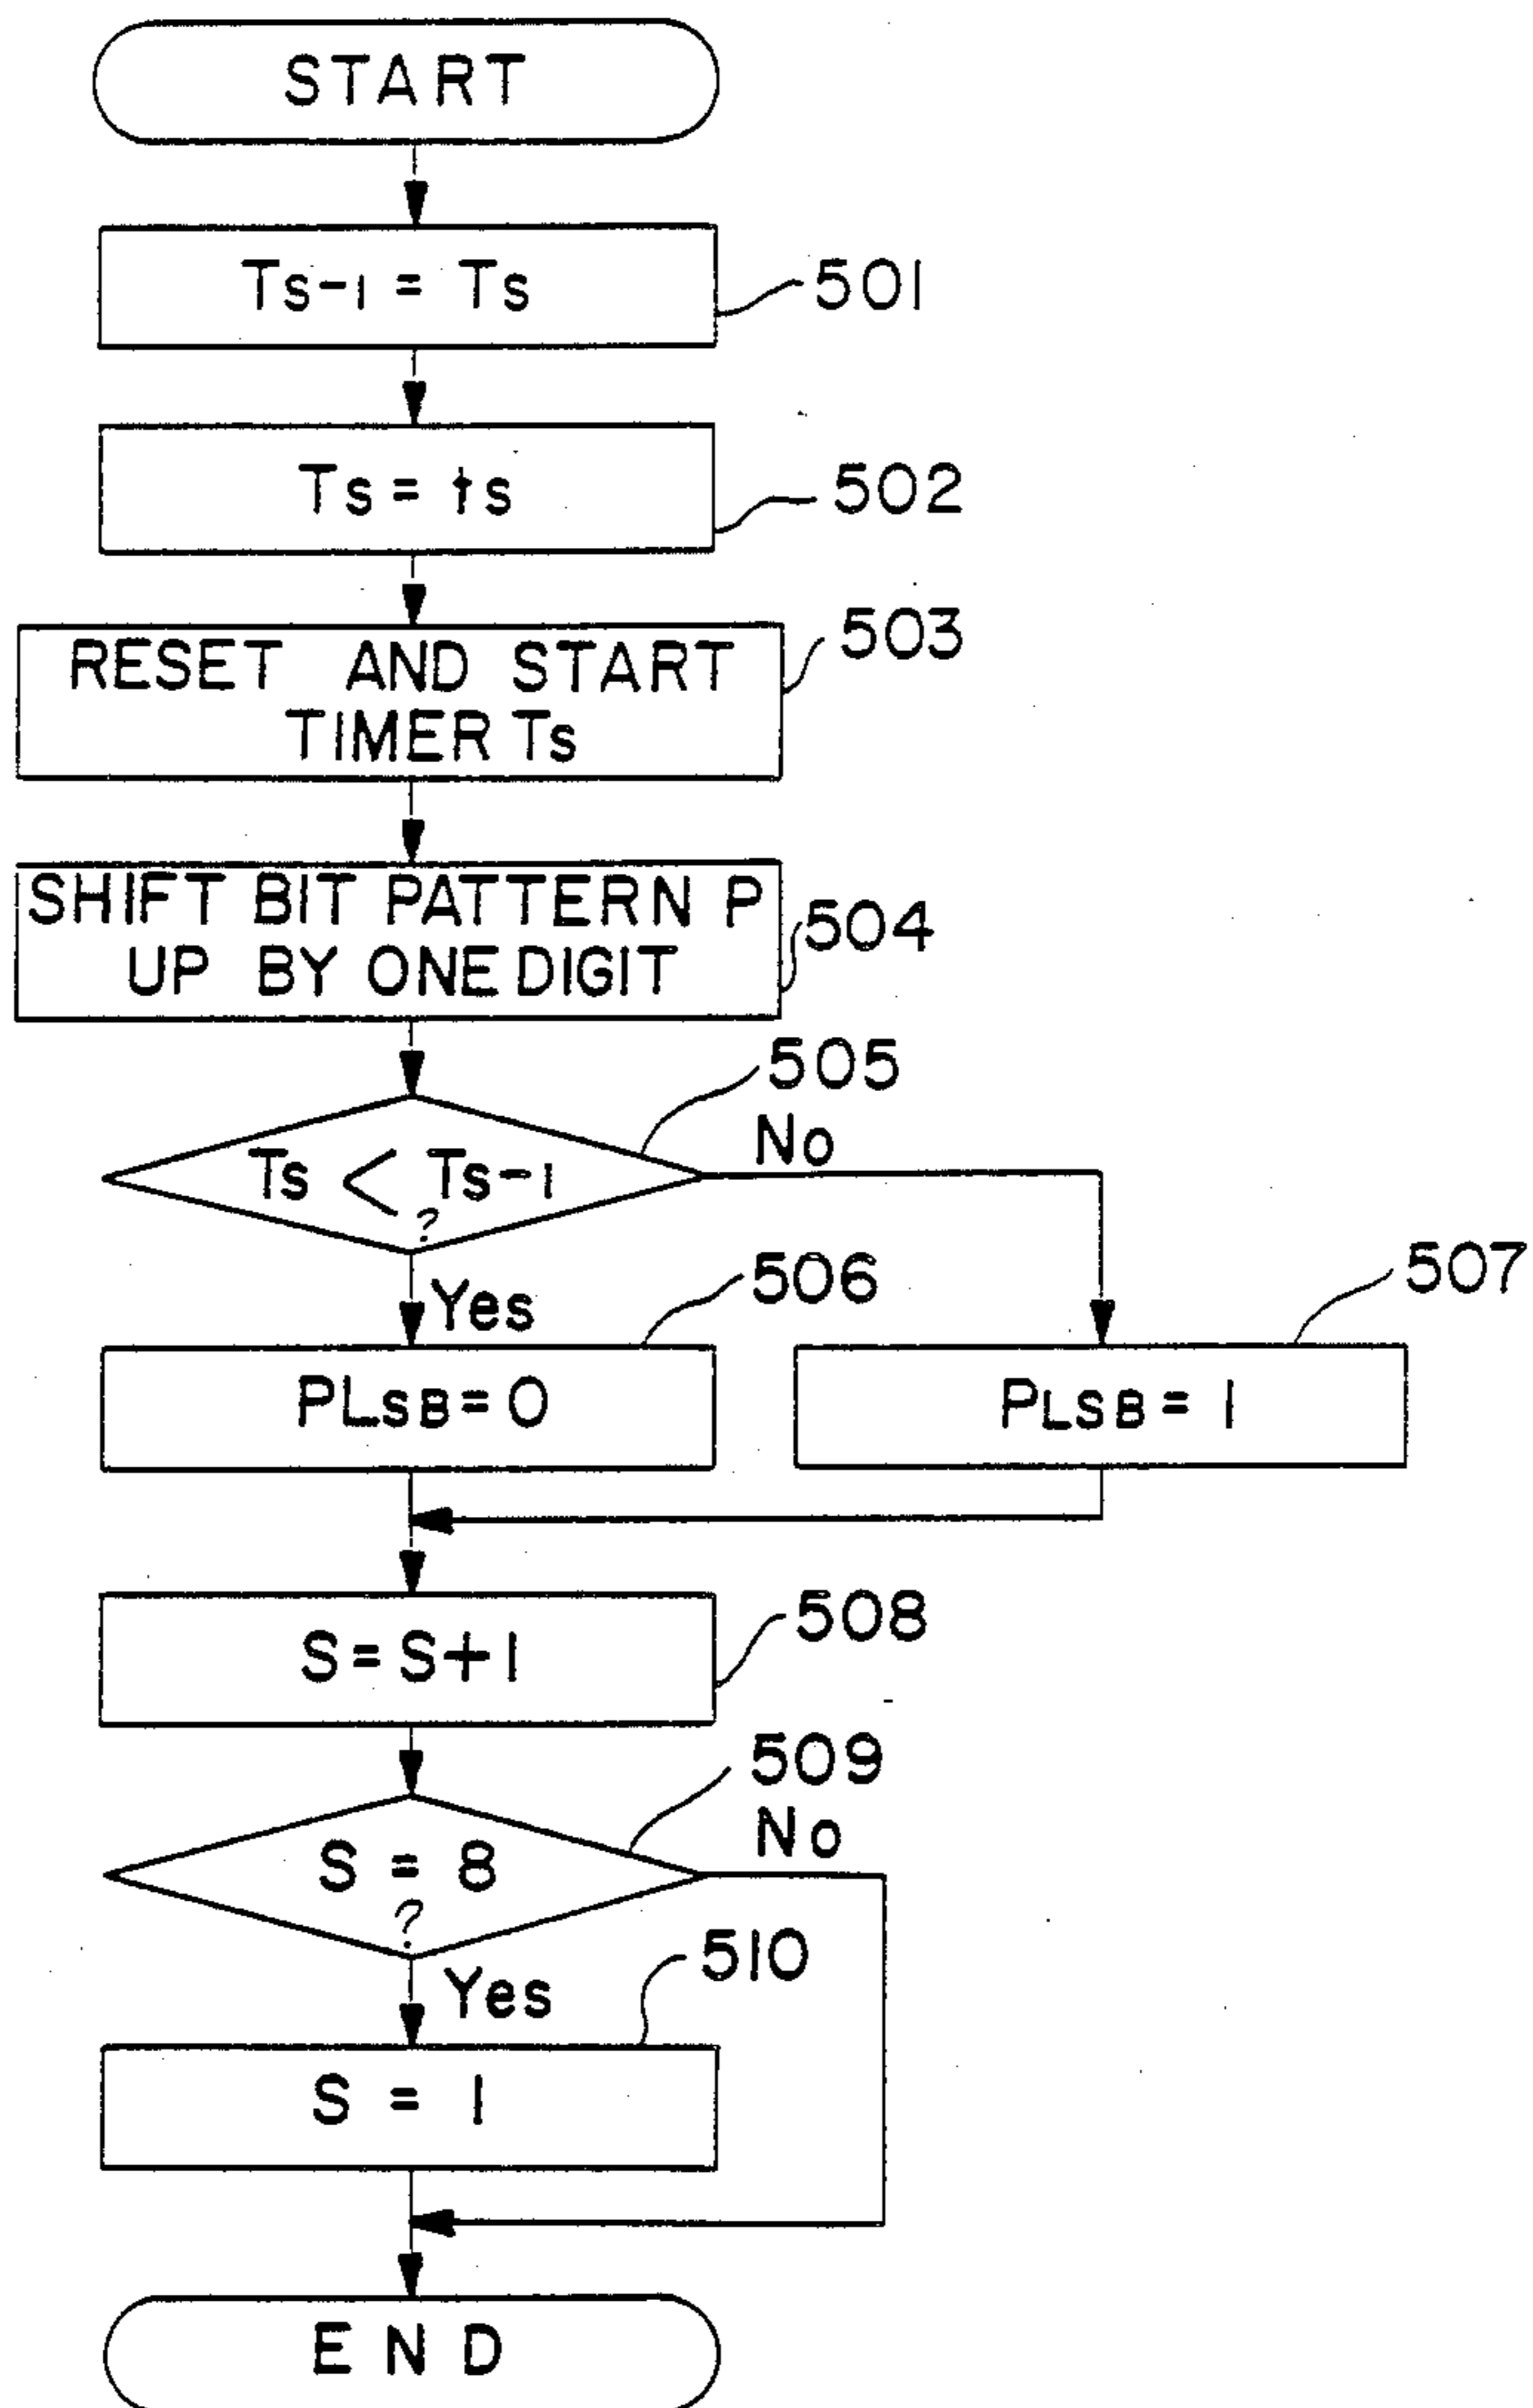 START
Ts-1 = Ts
501
Ts = ts
502
503
RESET AND START
TIMER Ts
SHIFT BIT PATTERN P
UP BY ONE DIGIT
504
505
No
Ts < Ts-1
?
Yes
506
507
PLSB = 0
PLSB = 1
508
S = S+1
509
No
S = 8
?
Yes
510
S = 1
END